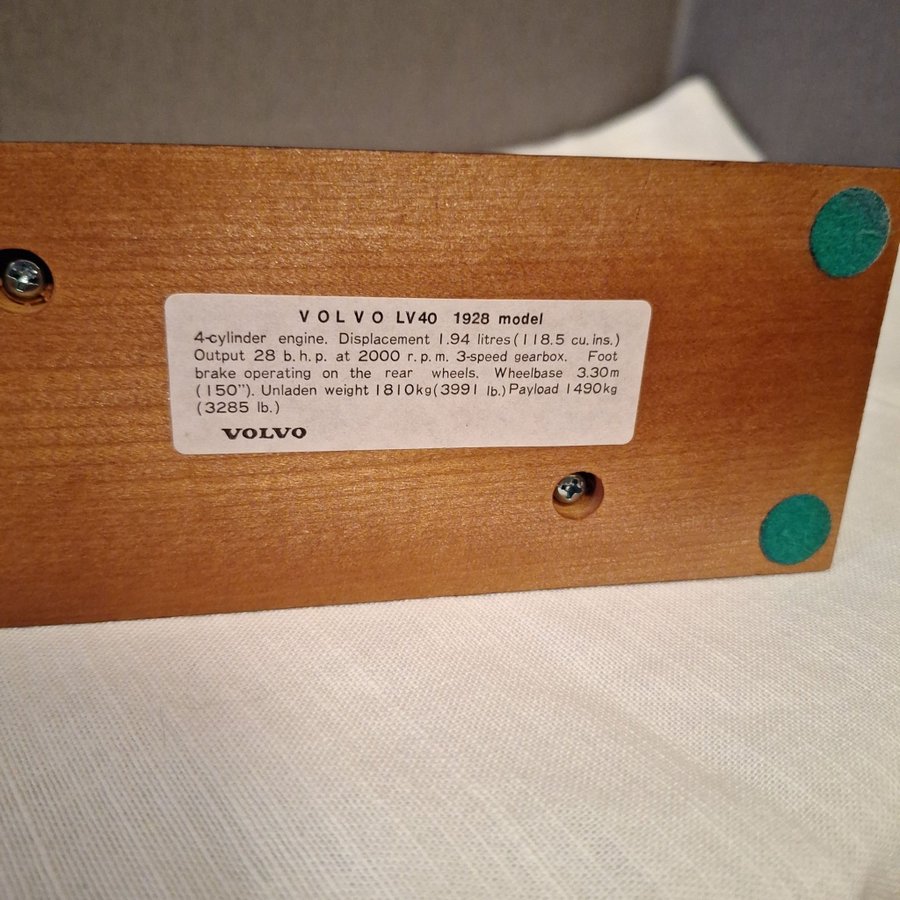 VOLVO LV40 1928 model
4-cylinder engine. Displacement 1.94 litres (118.5 cu. ins.)
Output 28 b.h.p. at 2000 r.p.m. 3-speed gearbox. Foot
brake operating on the rear wheels. Wheelbase 3.30m
(150"). Unladen weight 1810kg (3991 lb.) Payload 1490kg
(3285 lb.)
VOLVO